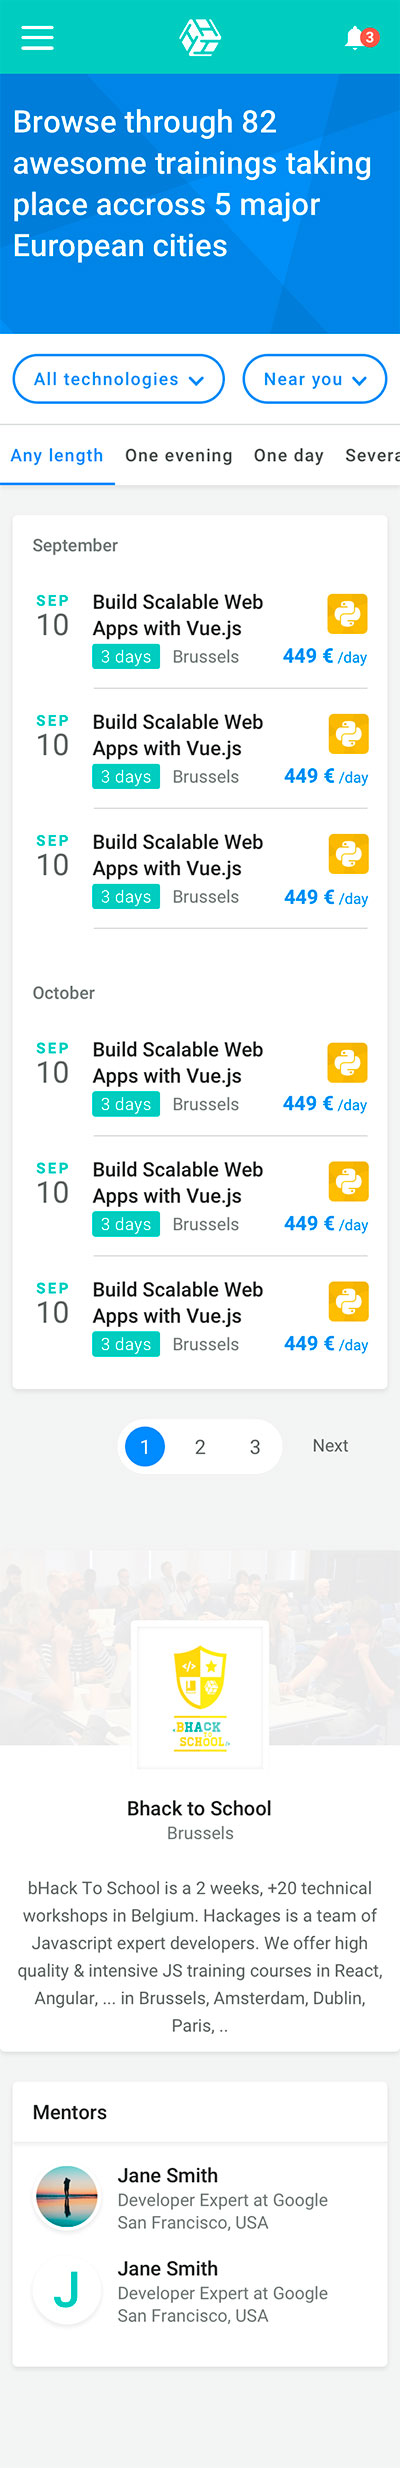 3
Browse through 82
awesome trainings taking
place accross 5 major
European cities
All technologies
Near you
Any length One evening One day Severa
September
SEP
10
Build Scalable Web
Apps with Vue.js
3 days Brussels 449 € /day
SEP
10
Build Scalable Web
Apps with Vue.js
3 days Brussels 449 € /day
SEP
10
Build Scalable Web
Apps with Vue.js
3 days Brussels 449 € /day
October
SEP
10
Build Scalable Web
Apps with Vue.js
3 days Brussels 449 € /day
SEP
10
Build Scalable Web
Apps with Vue.js
3 days Brussels 449 € /day
SEP
10
Build Scalable Web
Apps with Vue.js
3 days Brussels 449 € /day
1 2 3 Next
.BHACK
TO
SCHOOL/>
Bhack to School
Brussels
bHack To School is a 2 weeks, +20 technical
workshops in Belgium. Hackages is a team of
Javascript expert developers. We offer high
quality & intensive JS training courses in React,
Angular, ... in Brussels, Amsterdam, Dublin,
Paris, ..
Mentors
Jane Smith
Developer Expert at Google
San Francisco, USA
J
Jane Smith
Developer Expert at Google
San Francisco, USA